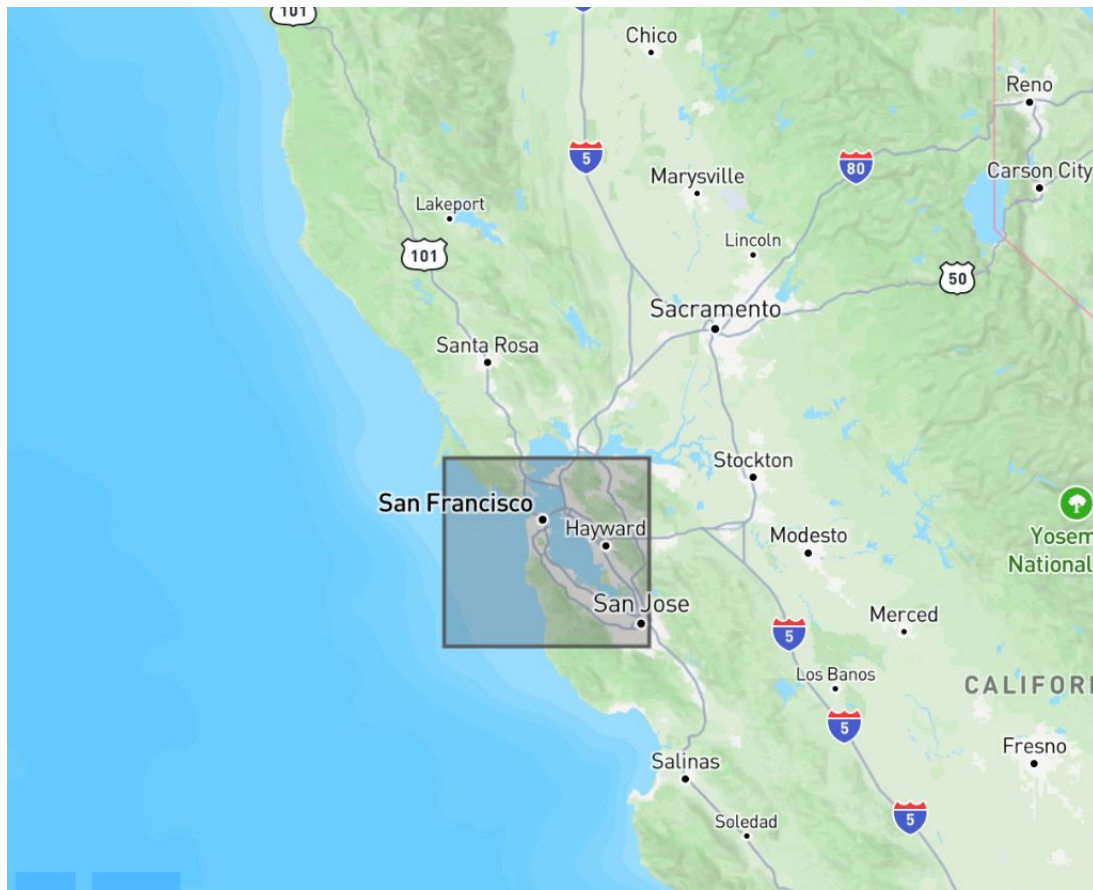 101
Chico
Reno
5
80
Marysville
Carson City
Lakeport
Lincoln
101
50
Sacramento
Santa Rosa
Stockton
San Francisco
Hayward
Modesto
Yosem
National
San Jose
Merced
5
Los Banos
CALIFOR
5
Fresno
Salinas
5
Soledad